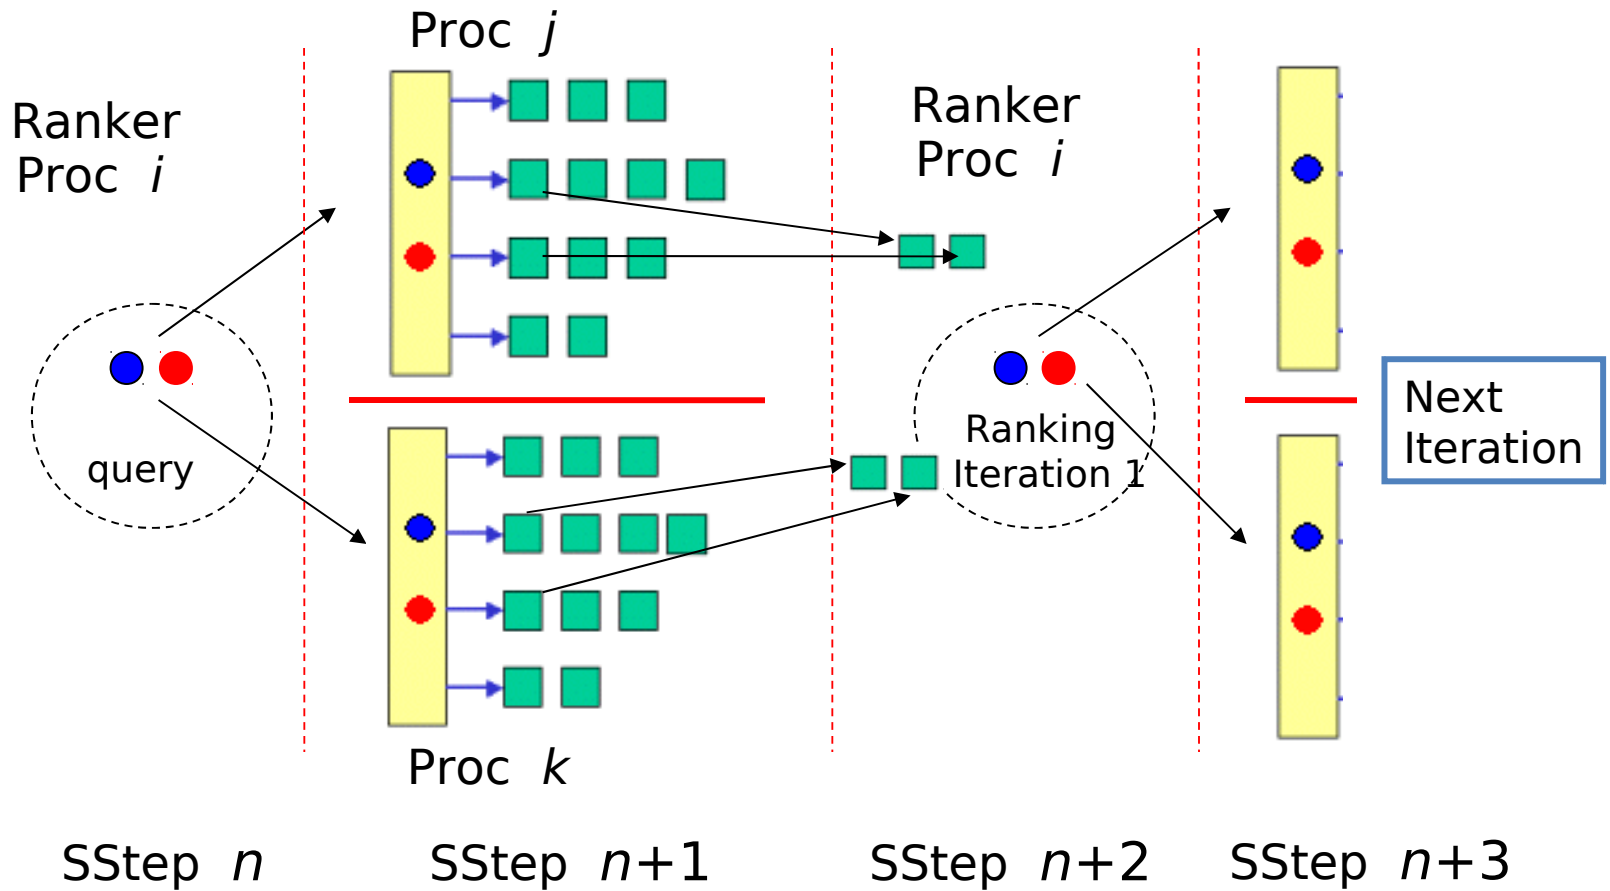 Proc j
Ranker
Proc i
Ranker
Proc i
query
Ranking
Iteration 1
Next
Iteration
Proc k
SStep n
SStep n+1
SStep n+2
SStep n+3